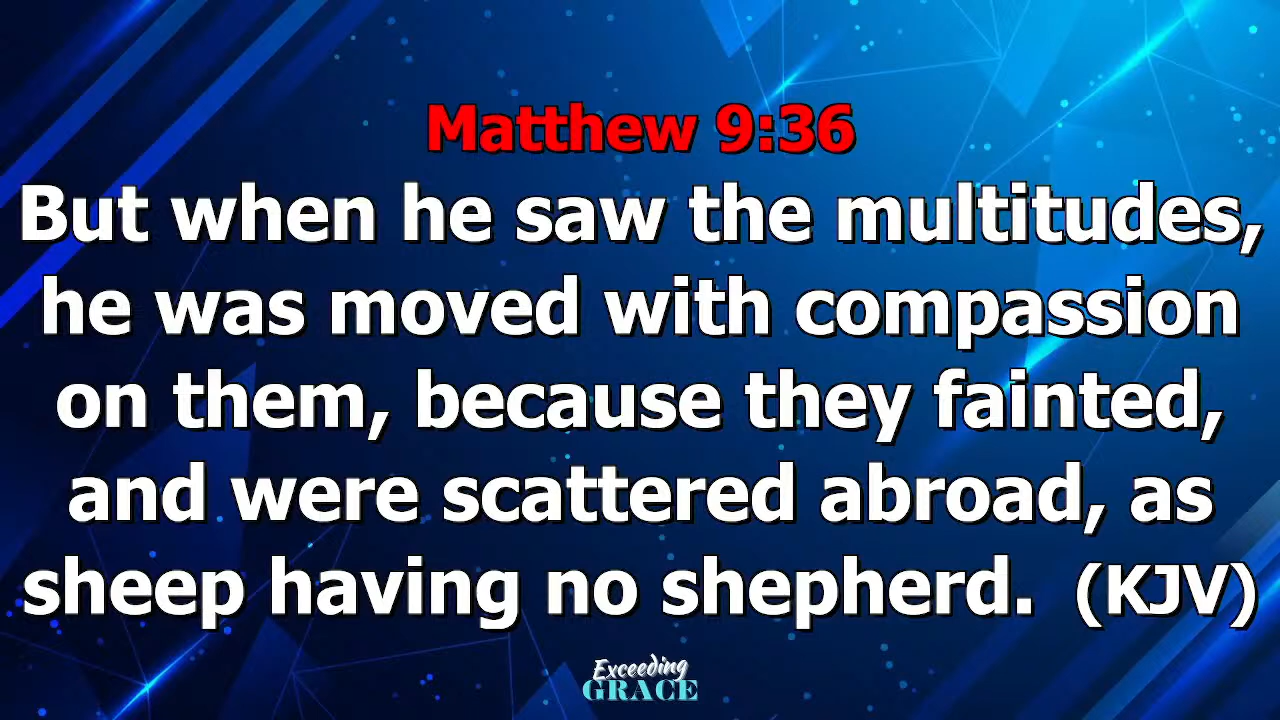 Matthew 9:36
But when he saw the multitudes,
he was moved with compassion
on them, because they fainted,
and were scattered abroad, as
sheep having no shepherd. (KJV)
Exceeding
GRACE